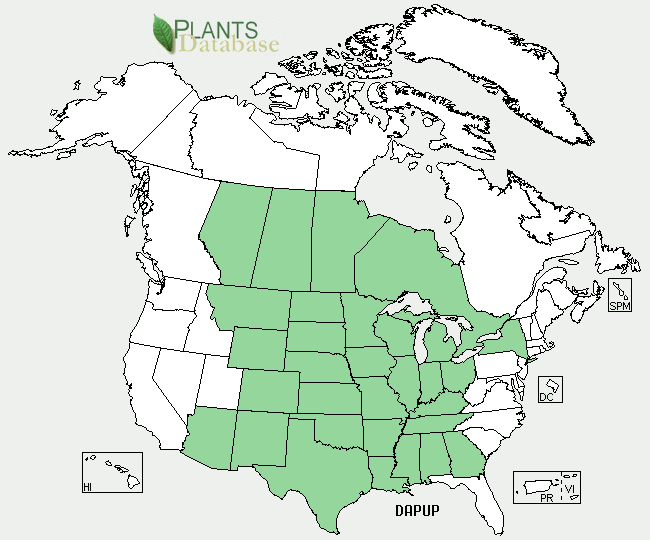 PLANTS
Database
SPM
DC
HI
PR
VI
DAPUP